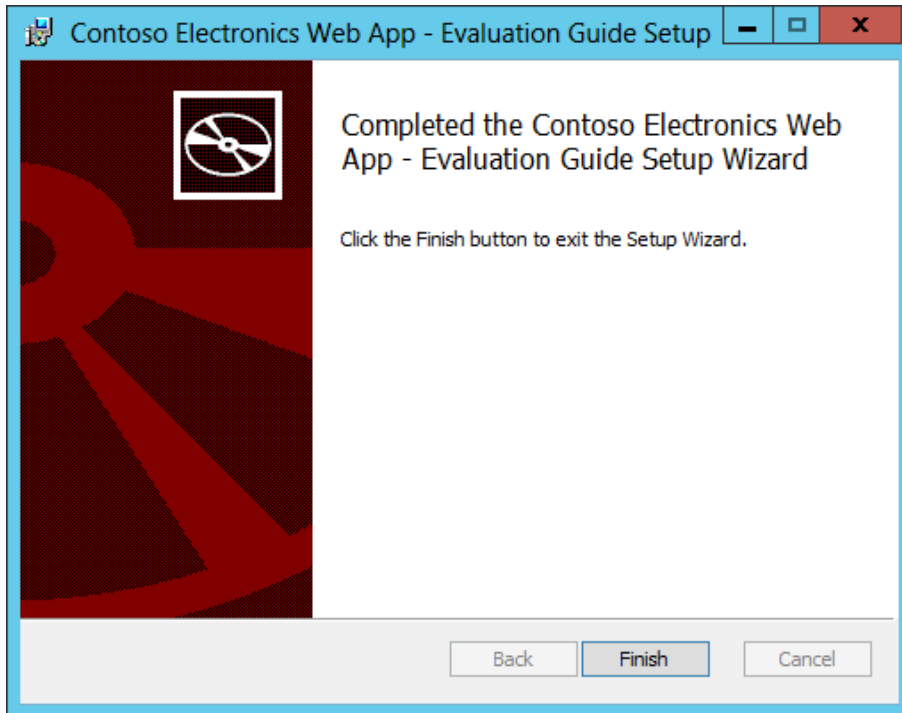 Contoso Electronics Web App - Evaluation Guide Setup
Completed the Contoso Electronics Web
App - Evaluation Guide Setup Wizard
Click the Finish button to exit the Setup Wizard.
Back Finish Cancel